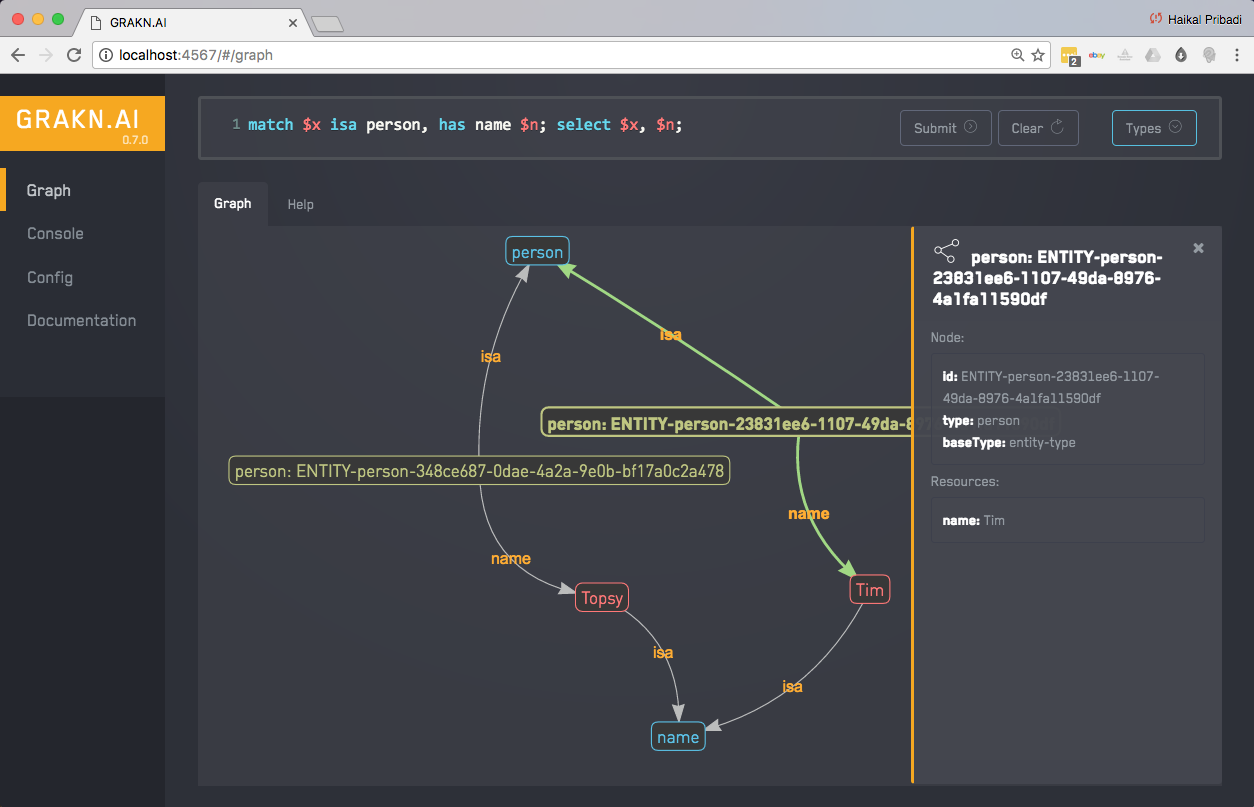 GRAKN.AI
Haikal Pribadi
localhost:4567/#/graph
2
ebay
GRAKN.AI
0.7.0
1 match $x isa person, has name $n; select $x, $n;
Submit
Clear
Types
Graph
Console
Config
Documentation
Graph
Help
person
isa
isa
person: ENTITY-person-23831ee6-1107-49da-897
person: ENTITY-person-348ce687-0dae-4a2a-9e0b-bf17a0c2a478
name
name
Topsy
Tim
isa
isa
name
person: ENTITY-person-
23831ee6-1107-49da-8976-
4a1fa11590df
Node:
id: ENTITY-person-23831ee6-1107-
49da-8976-4a1fa11590df
type: person
baseType: entity-type
Resources:
name: Tim